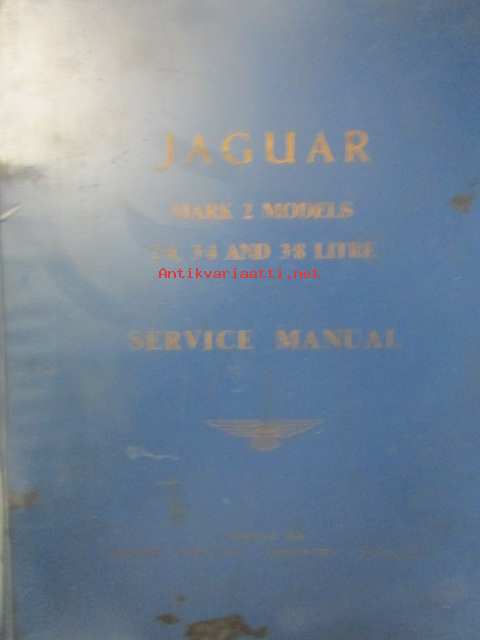 JAGUAR
MARK 2 MODELS
2·4, 3·4 AND 3·8 LITRE
Antikvariaatti.net
SERVICE MANUAL